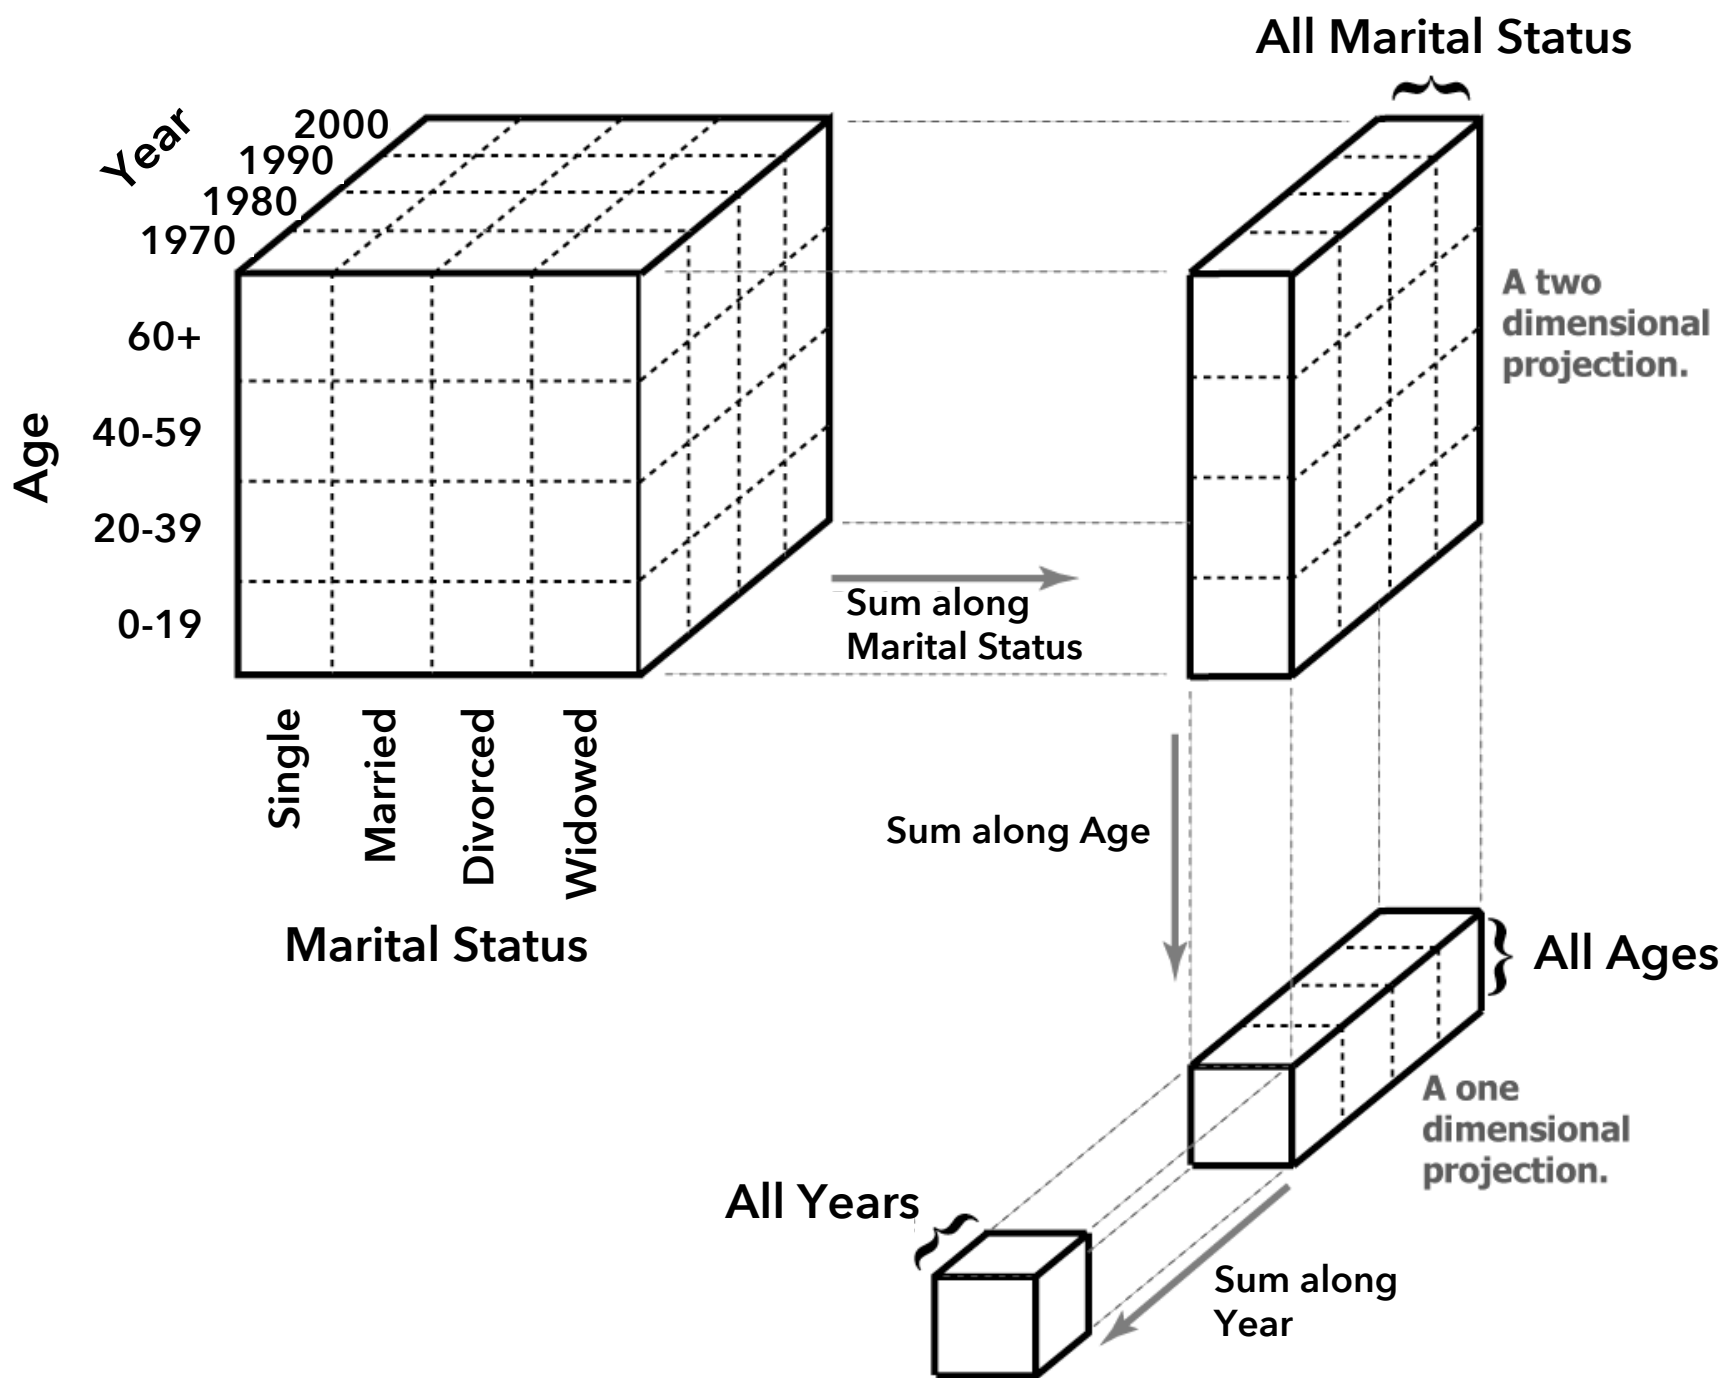 All Marital Status
Year
2000
1990
1980
1970
A two
dimensional
projection.
Age
60+
40-59
20-39
0-19
Sum along
Marital Status
Single
Married
Divorced
Widowed
Marital Status
Sum along Age
All Ages
A one
dimensional
projection.
All Years
Sum along
Year